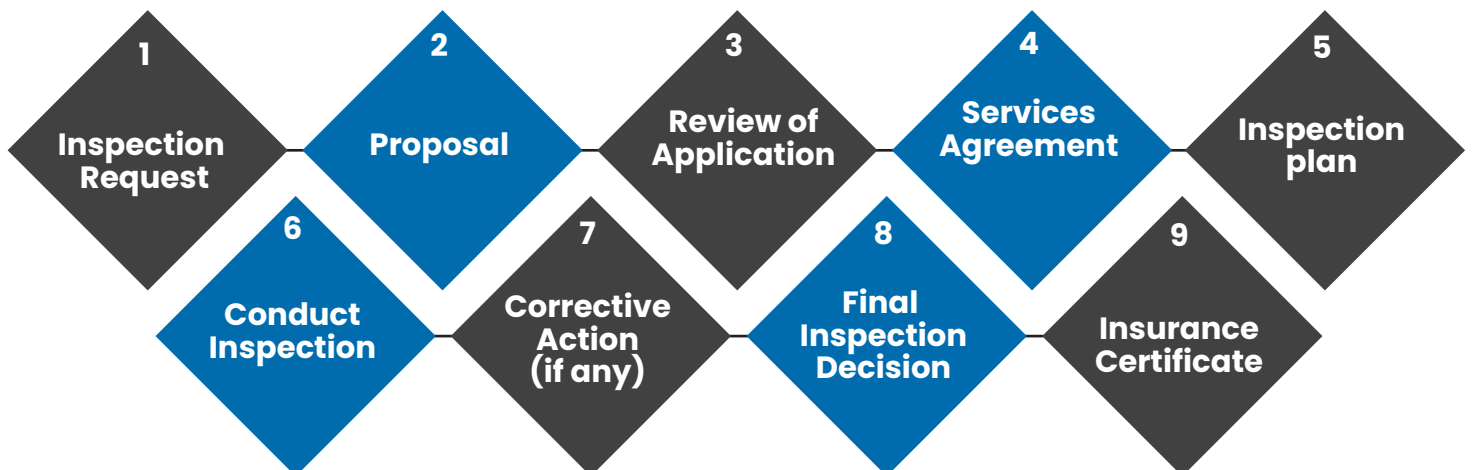 1
Inspection
Request
2
Proposal
3
Review of
Application
4
Services
Agreement
5
Inspection
plan
6
Conduct
Inspection
7
Corrective
Action
(if any)
8
Final
Inspection
Decision
9
Insurance
Certificate